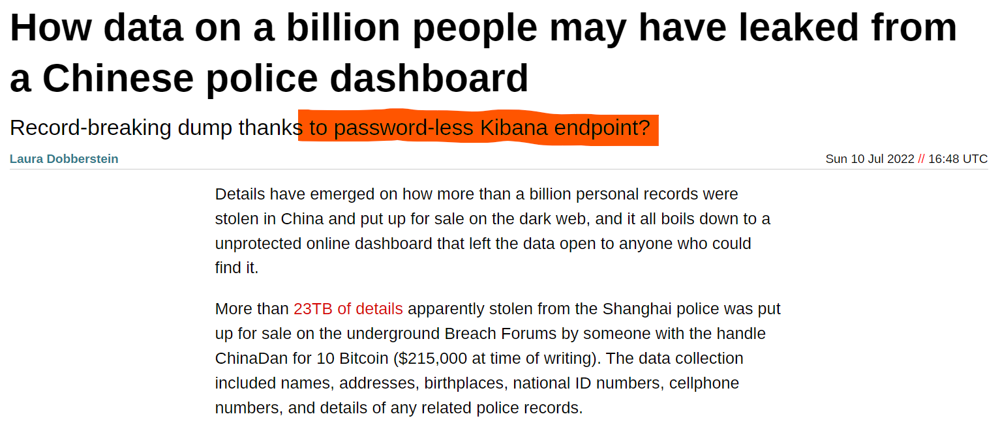 How data on a billion people may have leaked from
a Chinese police dashboard
Record-breaking dump thanks to password-less Kibana endpoint?
Laura Dobberstein
Sun 10 Jul 2022 // 16:48 UTC
Details have emerged on how more than a billion personal records were
stolen in China and put up for sale on the dark web, and it all boils down to a
unprotected online dashboard that left the data open to anyone who could
find it.
More than 23TB of details apparently stolen from the Shanghai police was put
up for sale on the underground Breach Forums by someone with the handle
ChinaDan for 10 Bitcoin ($215,000 at time of writing). The data collection
included names, addresses, birthplaces, national ID numbers, cellphone
numbers, and details of any related police records.